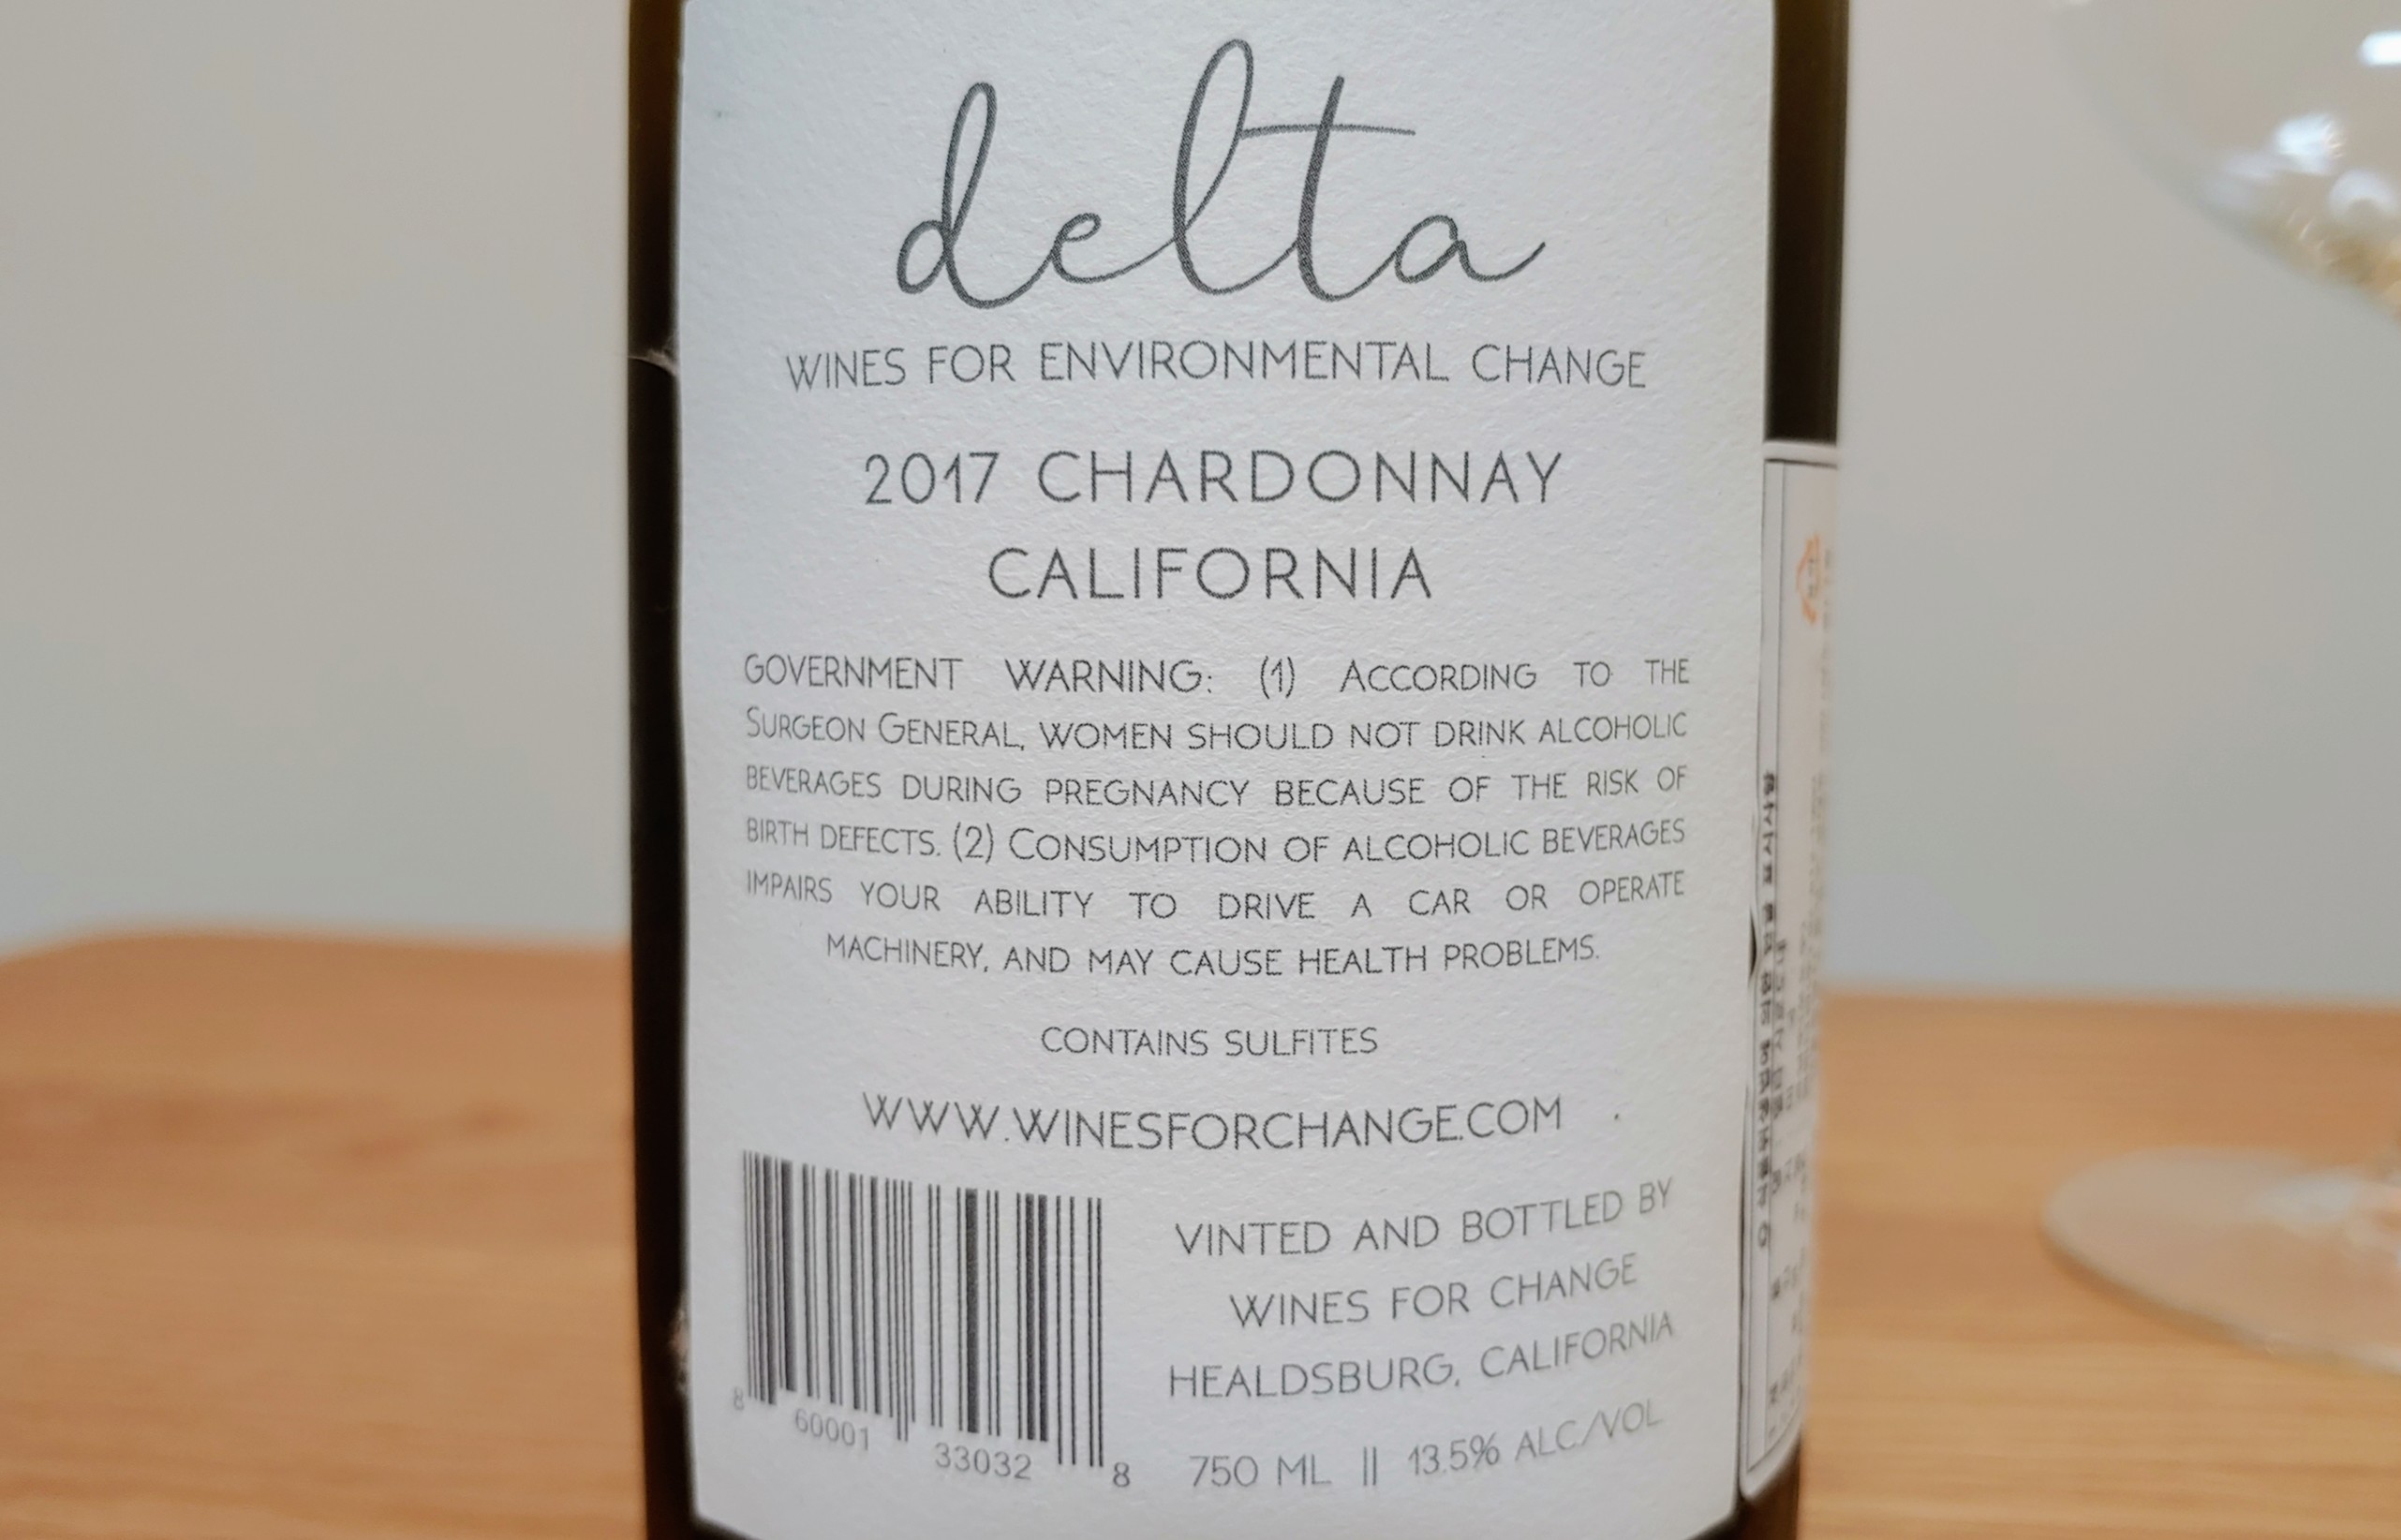 delta
WINES FOR ENVIRONMENTAL CHANGE
2017 CHARDONNAY
CALIFORNIA
GOVERNMENT WARNING: (1) ACCORDING TO THE
SURGEON GENERAL, WOMEN SHOULD NOT DRINK ALCOHOLIC
BEVERAGES DURING PREGNANCY BECAUSE OF THE RISK OF
BIRTH DEFECTS. (2) CONSUMPTION OF ALCOHOLIC BEVERAGES
IMPAIRS YOUR ABILITY TO DRIVE A CAR OR OPERATE
MACHINERY, AND MAY CAUSE HEALTH PROBLEMS.
CONTAINS SULFITES
WWW.WINESFORCHANGE.COM
VINTED AND BOTTLED BY
WINES FOR CHANGE
HEALDSBURG, CALIFORNIA
750 ML || 13.5% ALC/VOL
8 60001 33032 8